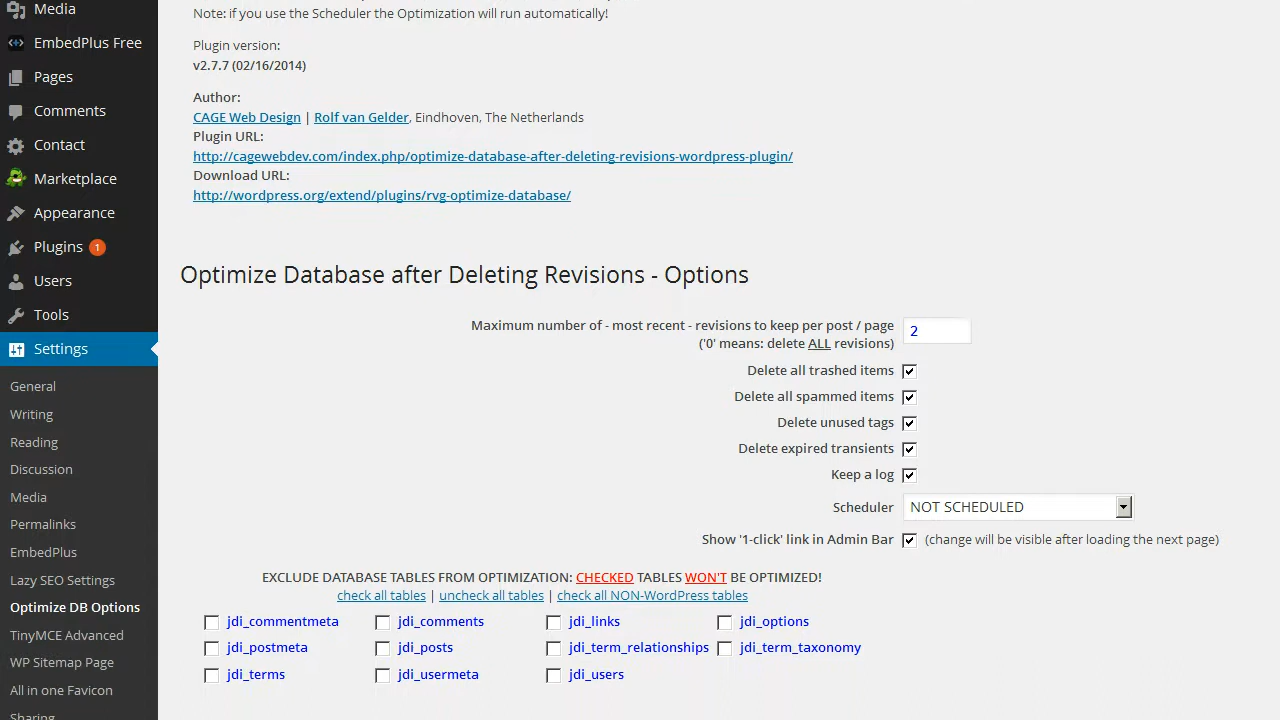 Media
EmbedPlus Free
Pages
Comments
Contact
Marketplace
Appearance
Plugins 1
Users
Tools
Settings
General
Writing
Reading
Discussion
Media
Permalinks
EmbedPlus
Lazy SEO Settings
Optimize DB Options
TinyMCE Advanced
WP Sitemap Page
All in one Favicon
Sharing
Note: if you use the Scheduler the Optimization will run automatically!
Plugin version:
v2.7.7 (02/16/2014)
Author:
CAGE Web Design | Rolf van Gelder, Eindhoven, The Netherlands
Plugin URL:
http://cagewebdev.com/index.php/optimize-database-after-deleting-revisions-wordpress-plugin/
Download URL:
http://wordpress.org/extend/plugins/rvg-optimize-database/
Optimize Database after Deleting Revisions - Options
Maximum number of - most recent - revisions to keep per post / page 2
('0' means: delete ALL revisions)
Delete all trashed items
Delete all spammed items
Delete unused tags
Delete expired transients
Keep a log
Scheduler NOT SCHEDULED
Show '1-click' link in Admin Bar (change will be visible after loading the next page)
EXCLUDE DATABASE TABLES FROM OPTIMIZATION: CHECKED TABLES WON'T BE OPTIMIZED!
check all tables | uncheck all tables | check all NON-WordPress tables
jdi_commentmeta jdi_comments jdi_links jdi_options
jdi_postmeta jdi_posts jdi_term_relationships jdi_term_taxonomy
jdi_terms jdi_usermeta jdi_users